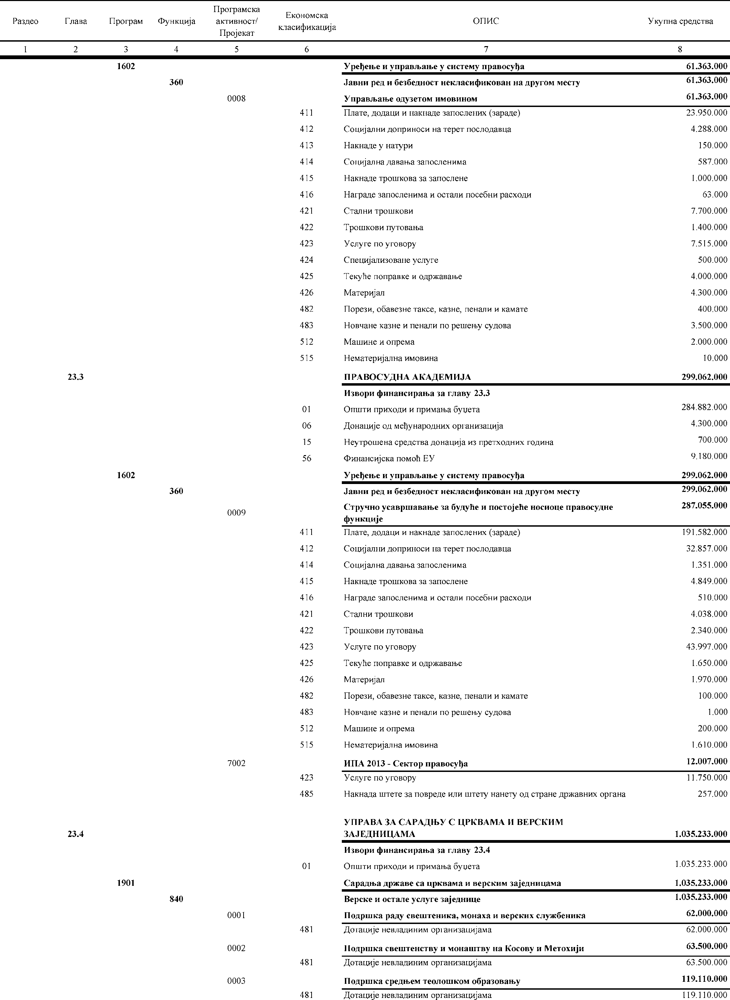 Раздео Глава Програм Функција Програмска активност/ Пројекат Економска класификација ОПИС Укупна средства
1 2 3 4 5 6 7 8
1602 Уређење и управљање у систему правосуђа 61.363.000
360 Јавни ред и безбедност некласификован на другом месту 61.363.000
0008 Управљање одузетом имовином 61.363.000
411 Плате, додаци и накнаде запослених (зараде) 23.950.000
412 Социјални доприноси на терет послодавца 4.288.000
413 Накнаде у натури 150.000
414 Социјална давања запосленима 587.000
415 Накнаде трошкова за запослене 1.000.000
416 Награде запосленима и остали посебни расходи 63.000
421 Стални трошкови 7.700.000
422 Трошкови путовања 1.400.000
423 Услуге по уговору 7.515.000
424 Специјализоване услуге 500.000
425 Текуће поправке и одржавање 4.000.000
426 Материјал 4.300.000
482 Порези, обавезне таксе, казне, пенали и камате 400.000
483 Новчане казне и пенали по решењу судова 3.500.000
512 Машине и опрема 2.000.000
515 Нематеријална имовина 10.000
23.3 ПРАВОСУДНА АКАДЕМИЈА 299.062.000
Извори финансирања за главу 23.3
01 Општи приходи и примања буџета 284.882.000
06 Донације од међународних организација 4.300.000
15 Неутрошена средства донација из претходних година 700.000
56 Финансијска помоћ ЕУ 9.180.000
1602 Уређење и управљање у систему правосуђа 299.062.000
360 Јавни ред и безбедност некласификован на другом месту 299.062.000
0009 Стручно усавршавање за будуће и постојеће носиоце правосудне 287.055.000
функције
411 Плате, додаци и накнаде запослених (зараде) 191.582.000
412 Социјални доприноси на терет послодавца 32.857.000
414 Социјална давања запосленима 1.351.000
415 Накнаде трошкова за запослене 4.849.000
416 Награде запосленима и остали посебни расходи 510.000
421 Стални трошкови 4.038.000
422 Трошкови путовања 2.340.000
423 Услуге по уговору 43.997.000
425 Текуће поправке и одржавање 1.650.000
426 Материјал 1.970.000
482 Порези, обавезне таксе, казне, пенали и камате 100.000
483 Новчане казне и пенали по решењу судова 1.000
512 Машине и опрема 200.000
515 Нематеријална имовина 1.610.000
7002 ИПА 2013 - Сектор правосуђа 12.007.000
423 Услуге по уговору 11.750.000
485 Накнада штете за повреде или штету нанету од стране државних органа 257.000
УПРАВА ЗА САРАДЊУ С ЦРКВАМА И ВЕРСКИМ
23.4 ЗАЈЕДНИЦАМА 1.035.233.000
Извори финансирања за главу 23.4
01 Општи приходи и примања буџета 1.035.233.000
1901 Сарадња државе са црквама и верским заједницама 1.035.233.000
840 Верске и остале услуге заједнице 1.035.233.000
0001 Подршка раду свештеника, монаха и верских службеника 62.000.000
481 Дотације невладиним организацијама 62.000.000
0002 Подршка свештенству и монаштву на Косову и Метохији 63.500.000
481 Дотације невладиним организацијама 63.500.000
0003 Подршка средњем теолошком образовању 119.110.000
481 Дотације невладиним организацијама 119.110.000